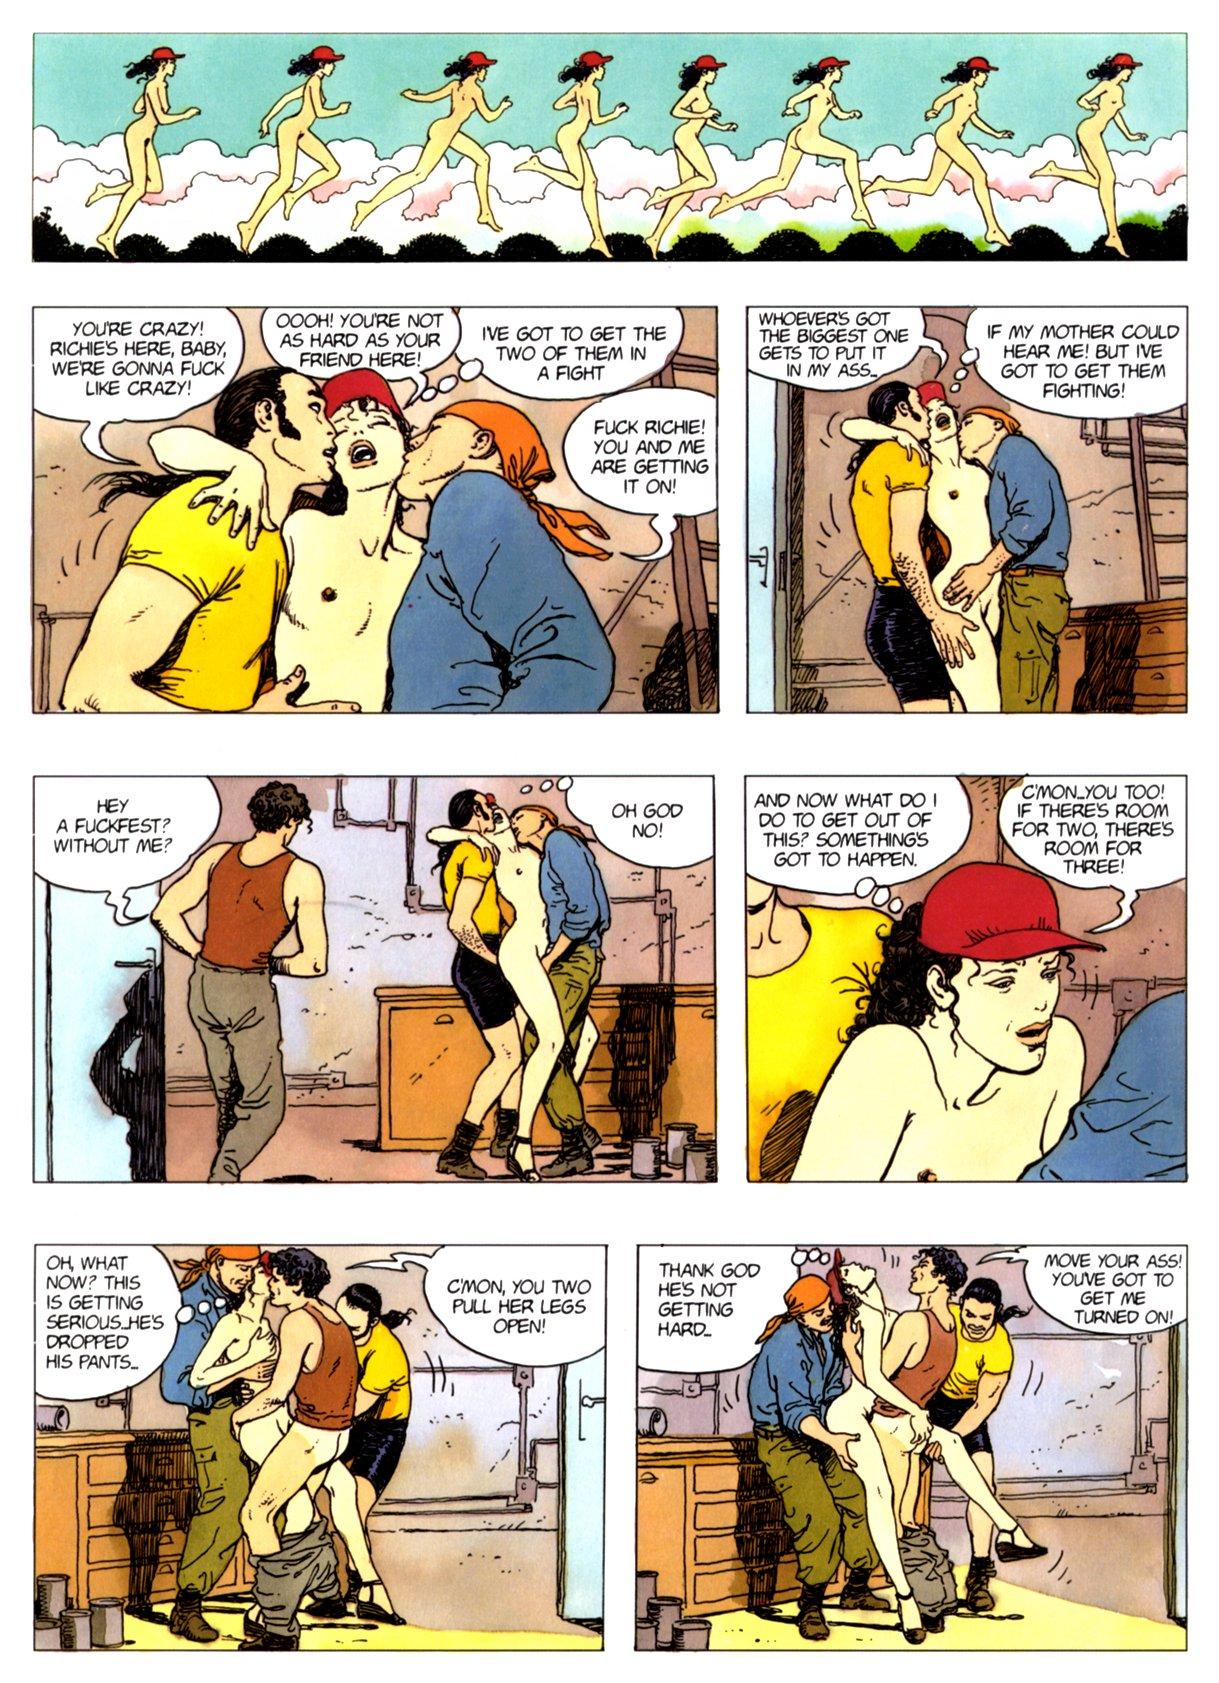 YOU'RE CRAZY!
RICHIE'S HERE, BABY,
WE'RE GONNA FUCK
LIKE CRAZY!
OOOH! YOU'RE NOT
AS HARD AS YOUR
FRIEND HERE!
I'VE GOT TO GET THE
TWO OF THEM IN
A FIGHT
FUCK RICHIE!
YOU AND ME
ARE GETTING
IT ON!
WHOEVER'S GOT
THE BIGGEST ONE
GETS TO PUT IT
IN MY ASS...
IF MY MOTHER COULD
HEAR ME! BUT I'VE
GOT TO GET THEM
FIGHTING!
HEY
A FUCKFEST?
WITHOUT ME?
OH GOD
NO!
AND NOW WHAT DO I
DO TO GET OUT OF
THIS? SOMETHING'S
GOT TO HAPPEN.
C'MON...YOU TOO!
IF THERE'S ROOM
FOR TWO, THERE'S
ROOM FOR
THREE!
OH, WHAT
NOW? THIS
IS GETTING
SERIOUS...HE'S
DROPPED
HIS PANTS...
C'MON, YOU TWO
PULL HER LEGS
OPEN!
THANK GOD
HE'S NOT
GETTING
HARD...
MOVE YOUR ASS!
YOU'VE GOT TO
GET ME
TURNED ON!